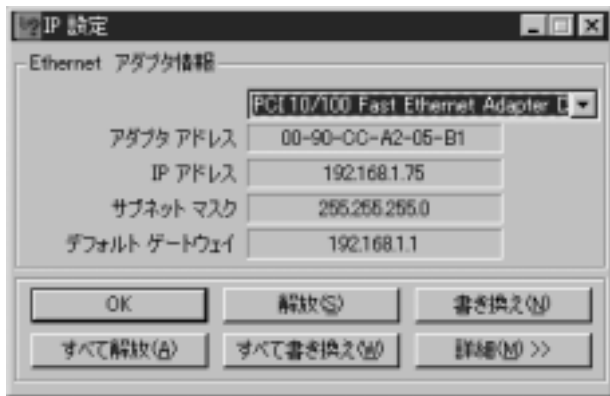 IP 設定
Ethernet アダプタ情報
PCI 10/100 Fast Ethernet Adapter
アダプタ アドレス 00-90-CC-A2-05-B1
IP アドレス 192.168.1.75
サブネット マスク 255.255.255.0
デフォルト ゲートウェイ 192.168.1.1
OK 解放(S) 書き換え(N)
すべて解放(A) すべて書き換え(W) 詳細(M) >>